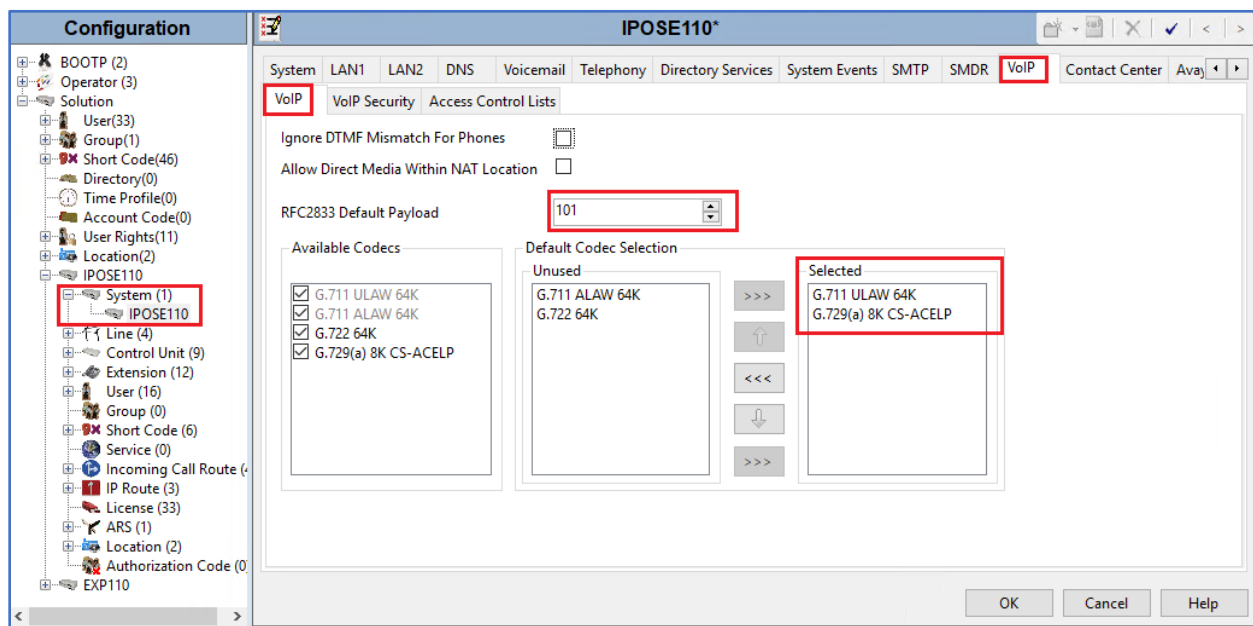 Configuration
BOOTP (2)
Operator (3)
Solution
User(33)
Group(1)
Short Code(46)
Directory(0)
Time Profile(0)
Account Code(0)
User Rights(11)
Location(2)
IPOSE110
System (1)
IPOSE110
Line (4)
Control Unit (9)
Extension (12)
User (16)
Group (0)
Short Code (6)
Service (0)
Incoming Call Route (4
IP Route (3)
License (33)
ARS (1)
Location (2)
Authorization Code (0
EXP110
IPOSE110*
System LAN1 LAN2 DNS Voicemail Telephony Directory Services System Events SMTP SMDR VoIP Contact Center Avay
VoIP VoIP Security Access Control Lists
Ignore DTMF Mismatch For Phones
Allow Direct Media Within NAT Location
RFC2833 Default Payload 101
Available Codecs
G.711 ULAW 64K
G.711 ALAW 64K
G.722 64K
G.729(a) 8K CS-ACELP
Default Codec Selection
Unused
G.711 ALAW 64K
G.722 64K
>>>
<<<
>>>
Selected
G.711 ULAW 64K
G.729(a) 8K CS-ACELP
OK Cancel Help